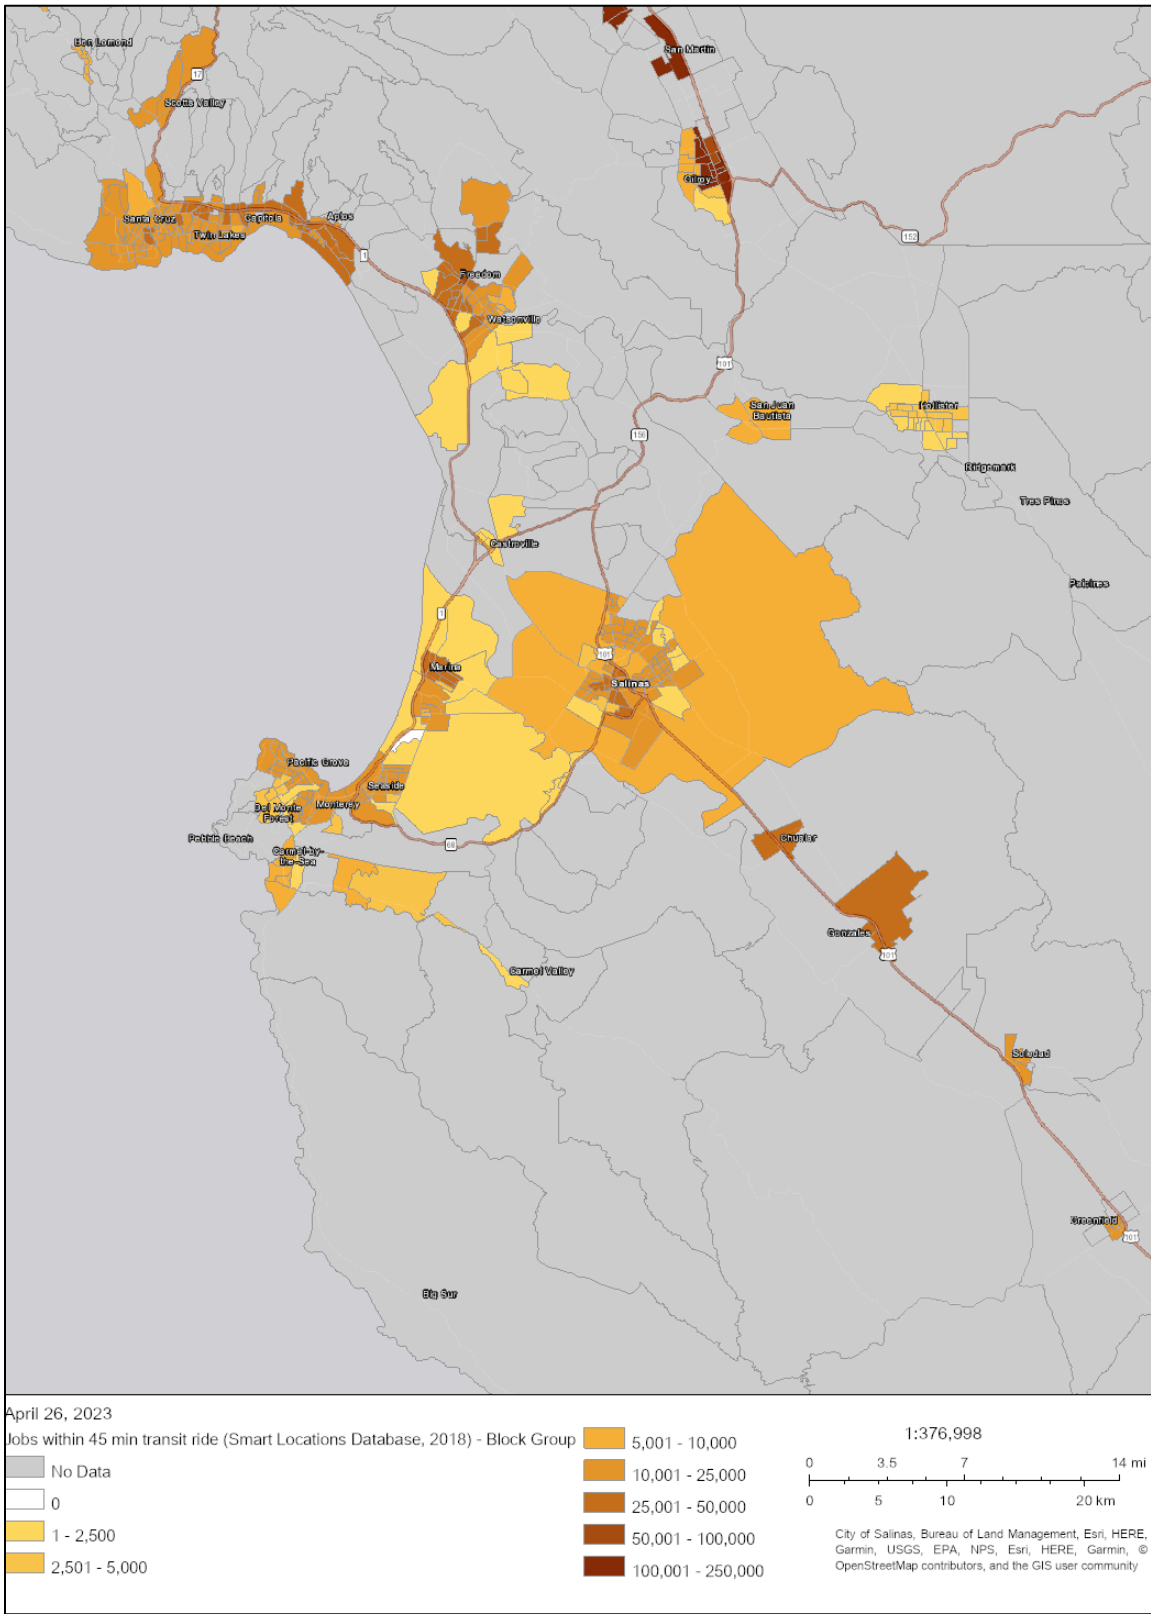 Ben Lomond
San Martin
17
Scotts Valley
Gilroy
Santa Cruz
Capitola
Aptos
Twin Lakes
152
1
Freedom
Watsonville
101
San Juan
Bautista
Hollister
156
Ridgemark
Tres Pinos
Castroville
Paicines
1
101
Marina
Salinas
Pacific Grove
Seaside
Del Monte
Forest
Monterey
Pebble Beach
Chualar
68
Carmel-by-
the-Sea
Gonzales
101
Carmel Valley
Soledad
Greenfield
101
Big Sur
April 26, 2023
Jobs within 45 min transit ride (Smart Locations Database, 2018) - Block Group
No Data
0
1 - 2,500
2,501 - 5,000
5,001 - 10,000
10,001 - 25,000
25,001 - 50,000
50,001 - 100,000
100,001 - 250,000
1:376,998
0 3.5 7 14 mi
0 5 10 20 km
City of Salinas, Bureau of Land Management, Esri, HERE,
Garmin, USGS, EPA, NPS, Esri, HERE, Garmin, ©
OpenStreetMap contributors, and the GIS user community